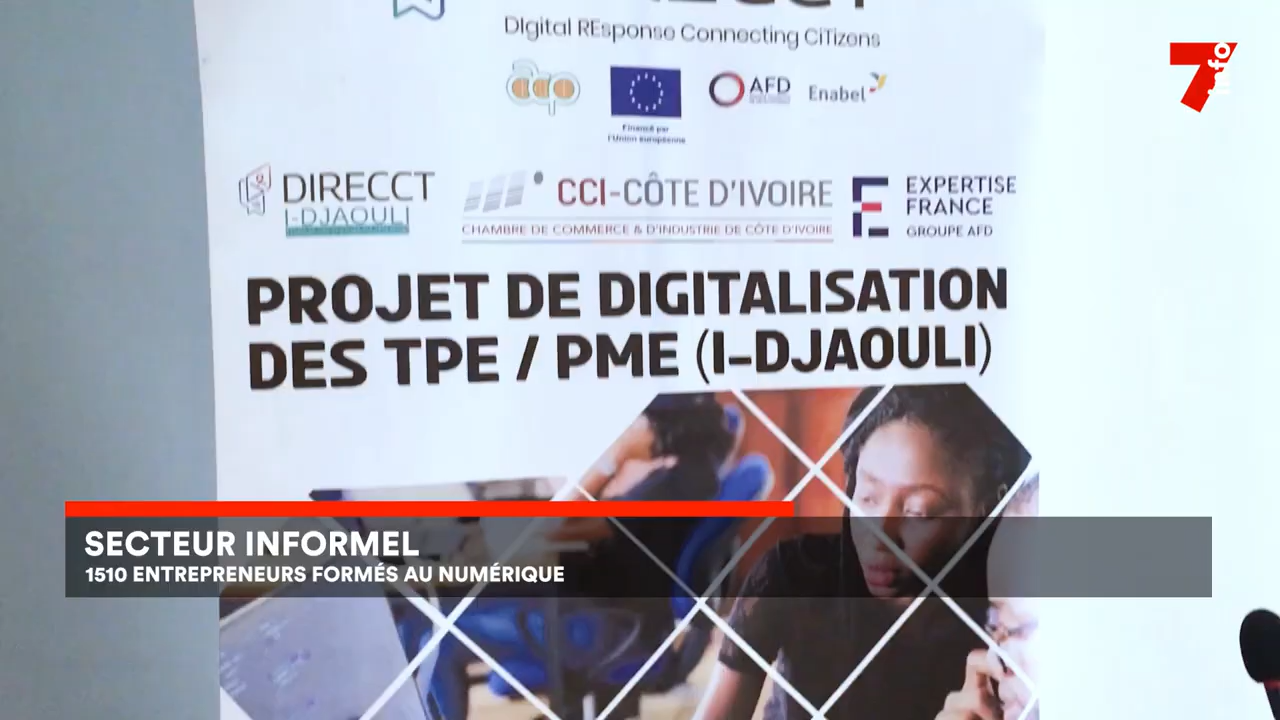 DIgital REsponse Connecting CiTizens
acp
AFD
Enabel
Financé par
l'Union européenne
DIRECCT
I-DJAOULI
CCI-CÔTE D'IVOIRE
CHAMBRE DE COMMERCE & D'INDUSTRIE DE CÔTE D'IVOIRE
EXPERTISE
FRANCE
GROUPE AFD
PROJET DE DIGITALISATION
DES TPE / PME (I-DJAOULI)
7info
SECTEUR INFORMEL
1510 ENTREPRENEURS FORMÉS AU NUMÉRIQUE